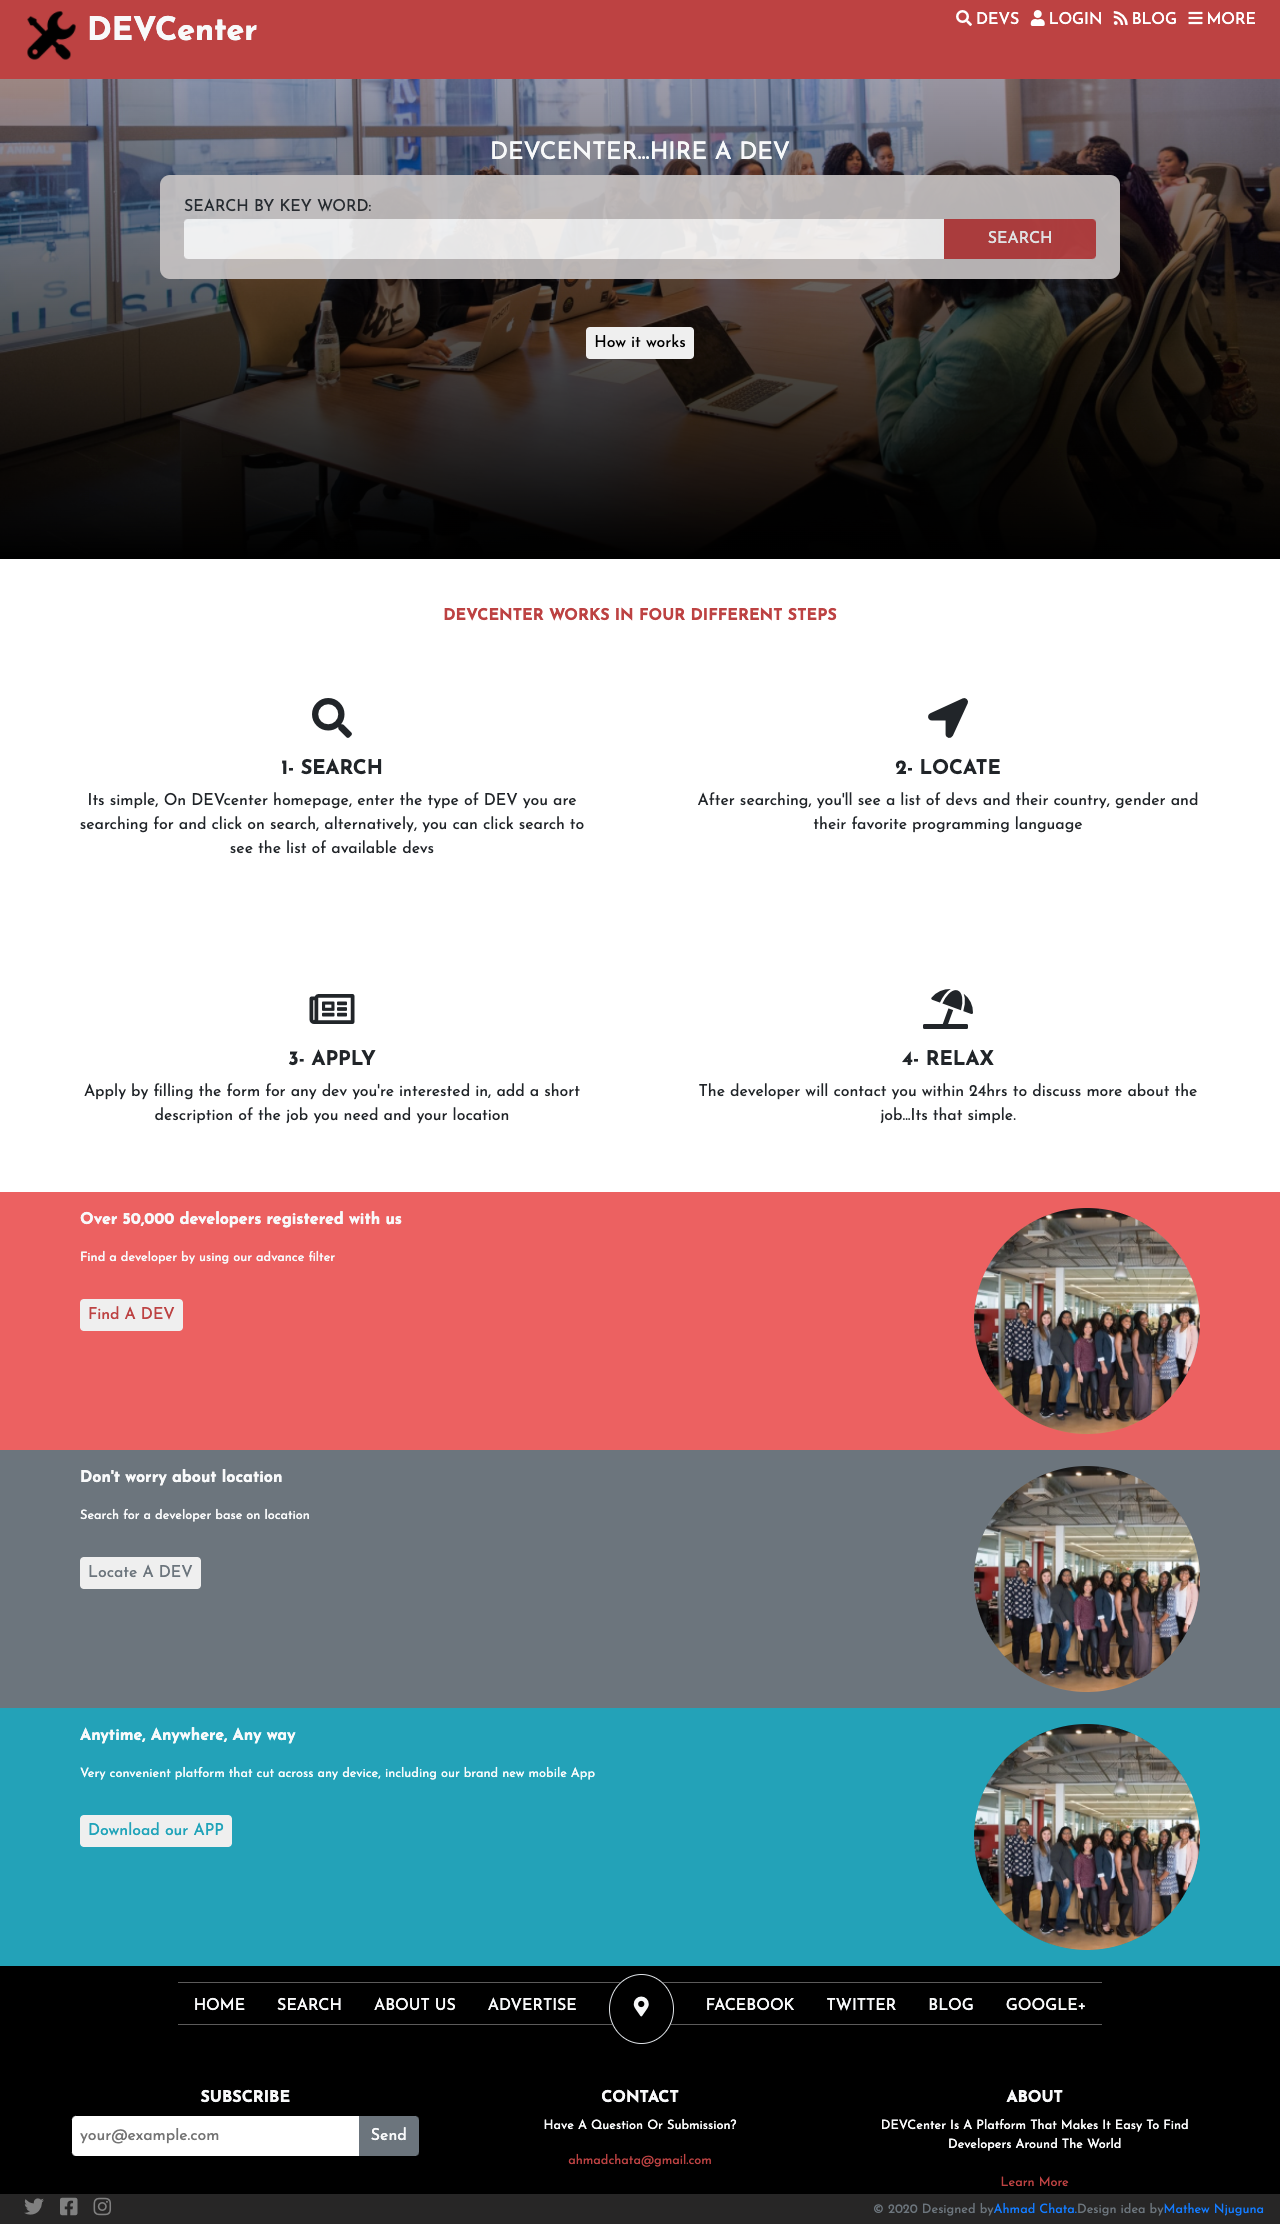 DEVCenter
DEVS LOGIN BLOG MORE
DEVCENTER...HIRE A DEV
SEARCH BY KEY WORD:
SEARCH
How it works
DEVCENTER WORKS IN FOUR DIFFERENT STEPS
1- SEARCH
Its simple, On DEVcenter homepage, enter the type of DEV you are
searching for and click on search, alternatively, you can click search to
see the list of available devs
2- LOCATE
After searching, you'll see a list of devs and their country, gender and
their favorite programming language
3- APPLY
Apply by filling the form for any dev you're interested in, add a short
description of the job you need and your location
4- RELAX
The developer will contact you within 24hrs to discuss more about the
job...Its that simple.
Over 50,000 developers registered with us
Find a developer by using our advance filter
Find A DEV
Don't worry about location
Search for a developer base on location
Locate A DEV
Anytime, Anywhere, Any way
Very convenient platform that cut across any device, including our brand new mobile App
Download our APP
HOME SEARCH ABOUT US ADVERTISE FACEBOOK TWITTER BLOG GOOGLE+
SUBSCRIBE
your@example.com Send
CONTACT
Have A Question Or Submission?
ahmadchata@gmail.com
ABOUT
DEVCenter Is A Platform That Makes It Easy To Find
Developers Around The World
Learn More
© 2020 Designed byAhmad Chata.Design idea byMathew Njuguna